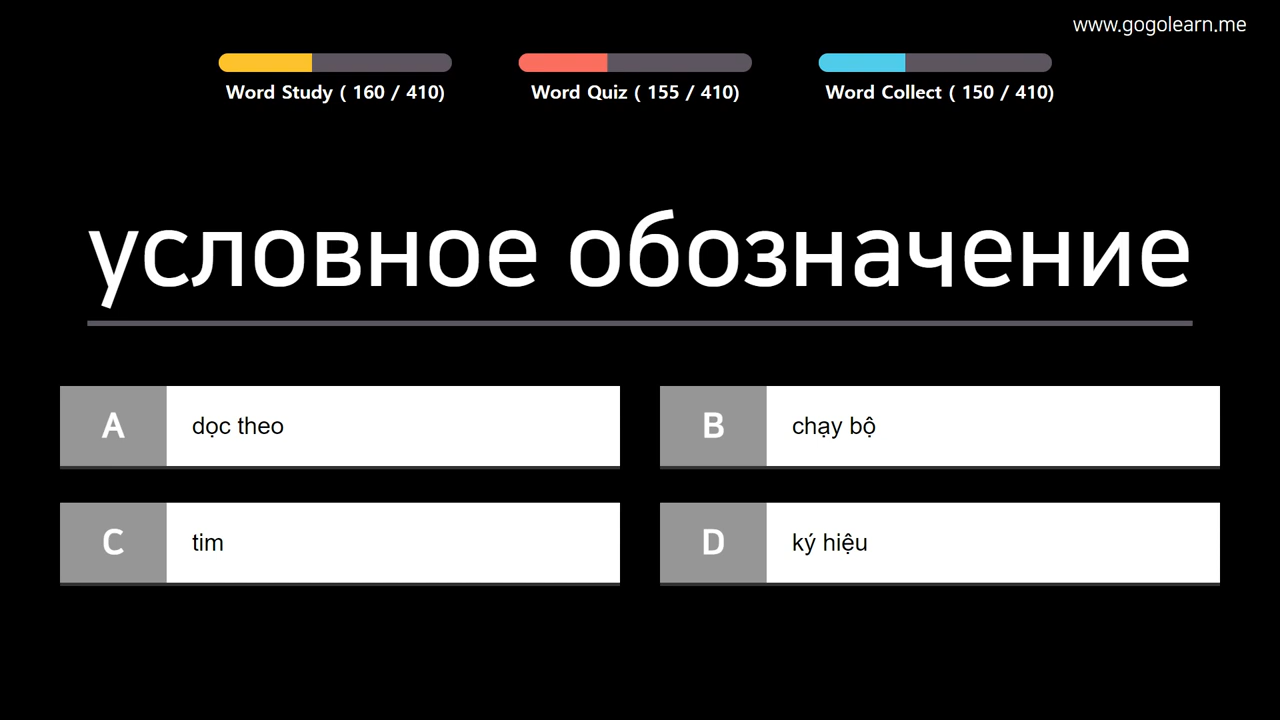 www.gogolearn.me
Word Study ( 160 / 410)
Word Quiz ( 155 / 410)
Word Collect ( 150 / 410)
условное обозначение
A
dọc theo
B
chạy bộ
C
tim
D
ký hiệu